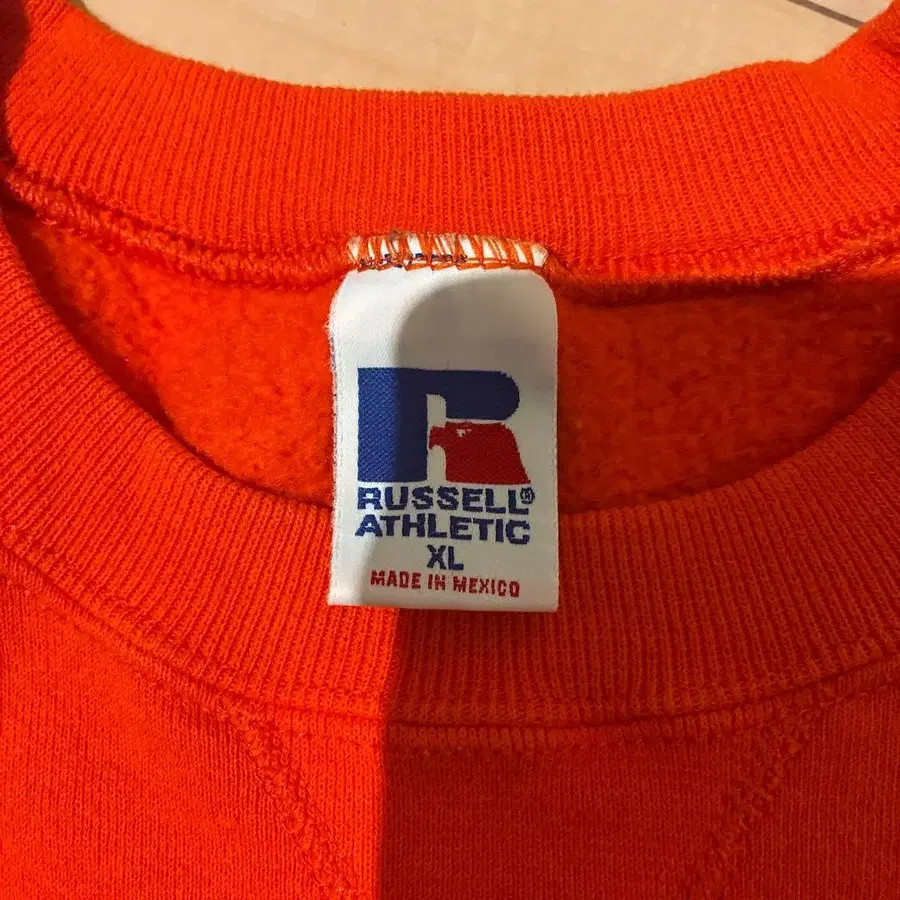 R
RUSSELL®
ATHLETIC
XL
MADE IN MEXICO